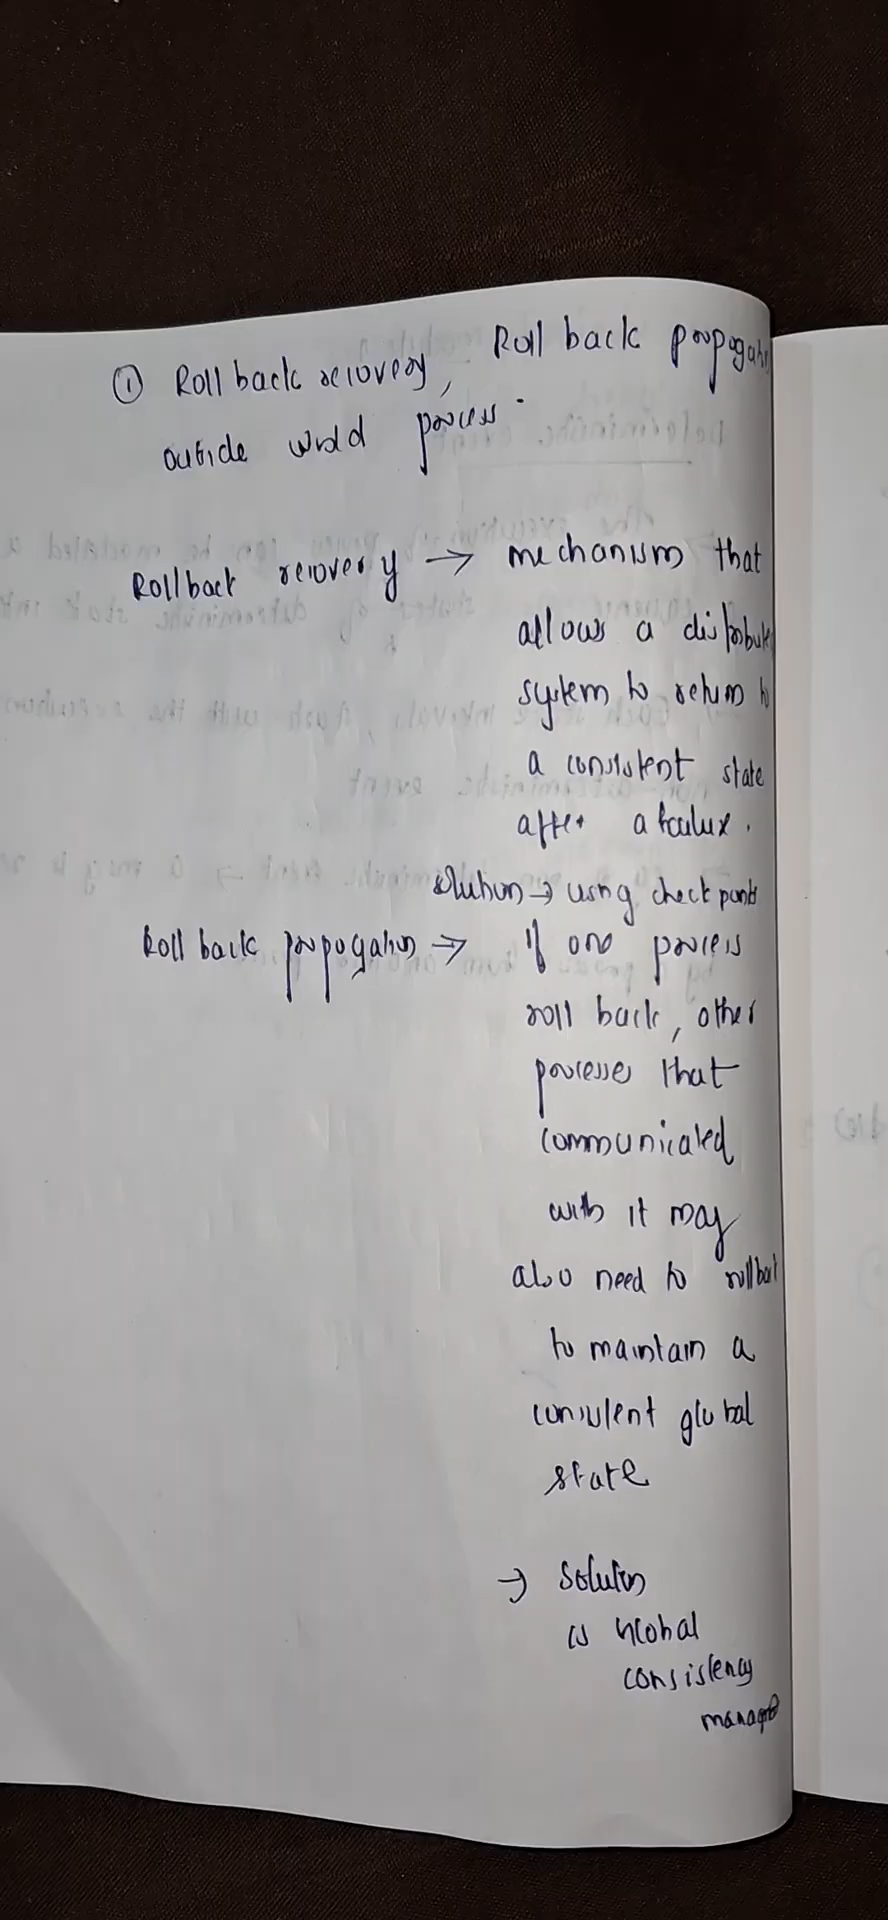 ① Roll back recovery, Roll back propogation
outside world process.
Rollback recovery → mechanism that
allows a distributed
system to return to
a consistent state
after a failure.
solution → using check points
Roll back propogation → if one process
roll back, other
processes that
communicated
with it may
also need to rollback
to maintain a
consistent global
state
→ Solution
is Global
consistency